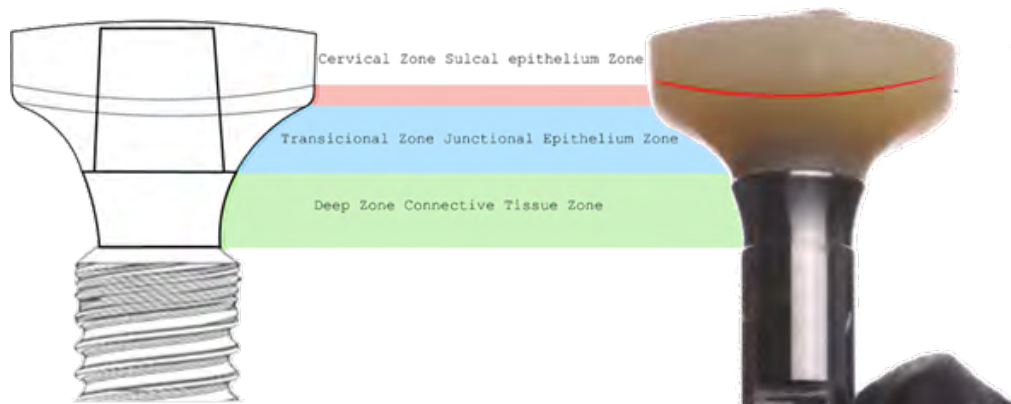 Cervical Zone Sulcal epithelium Zone
Transicional Zone Junctional Epithelium Zone
Deep Zone Connective Tissue Zone